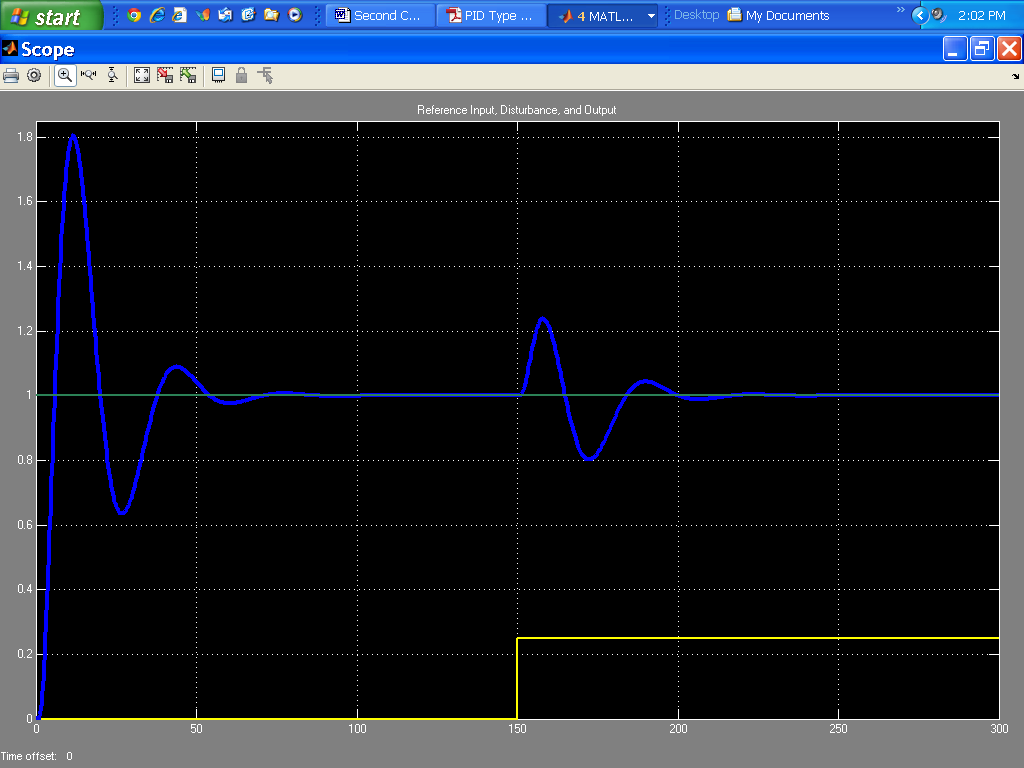 start
Second C...
PID Type ...
4 MATL...
Desktop
My Documents
»
2:02 PM
Scope
Reference Input, Disturbance, and Output
1.8
1.6
1.4
1.2
1
0.8
0.6
0.4
0.2
0
0 50 100 150 200 250 300
Time offset: 0